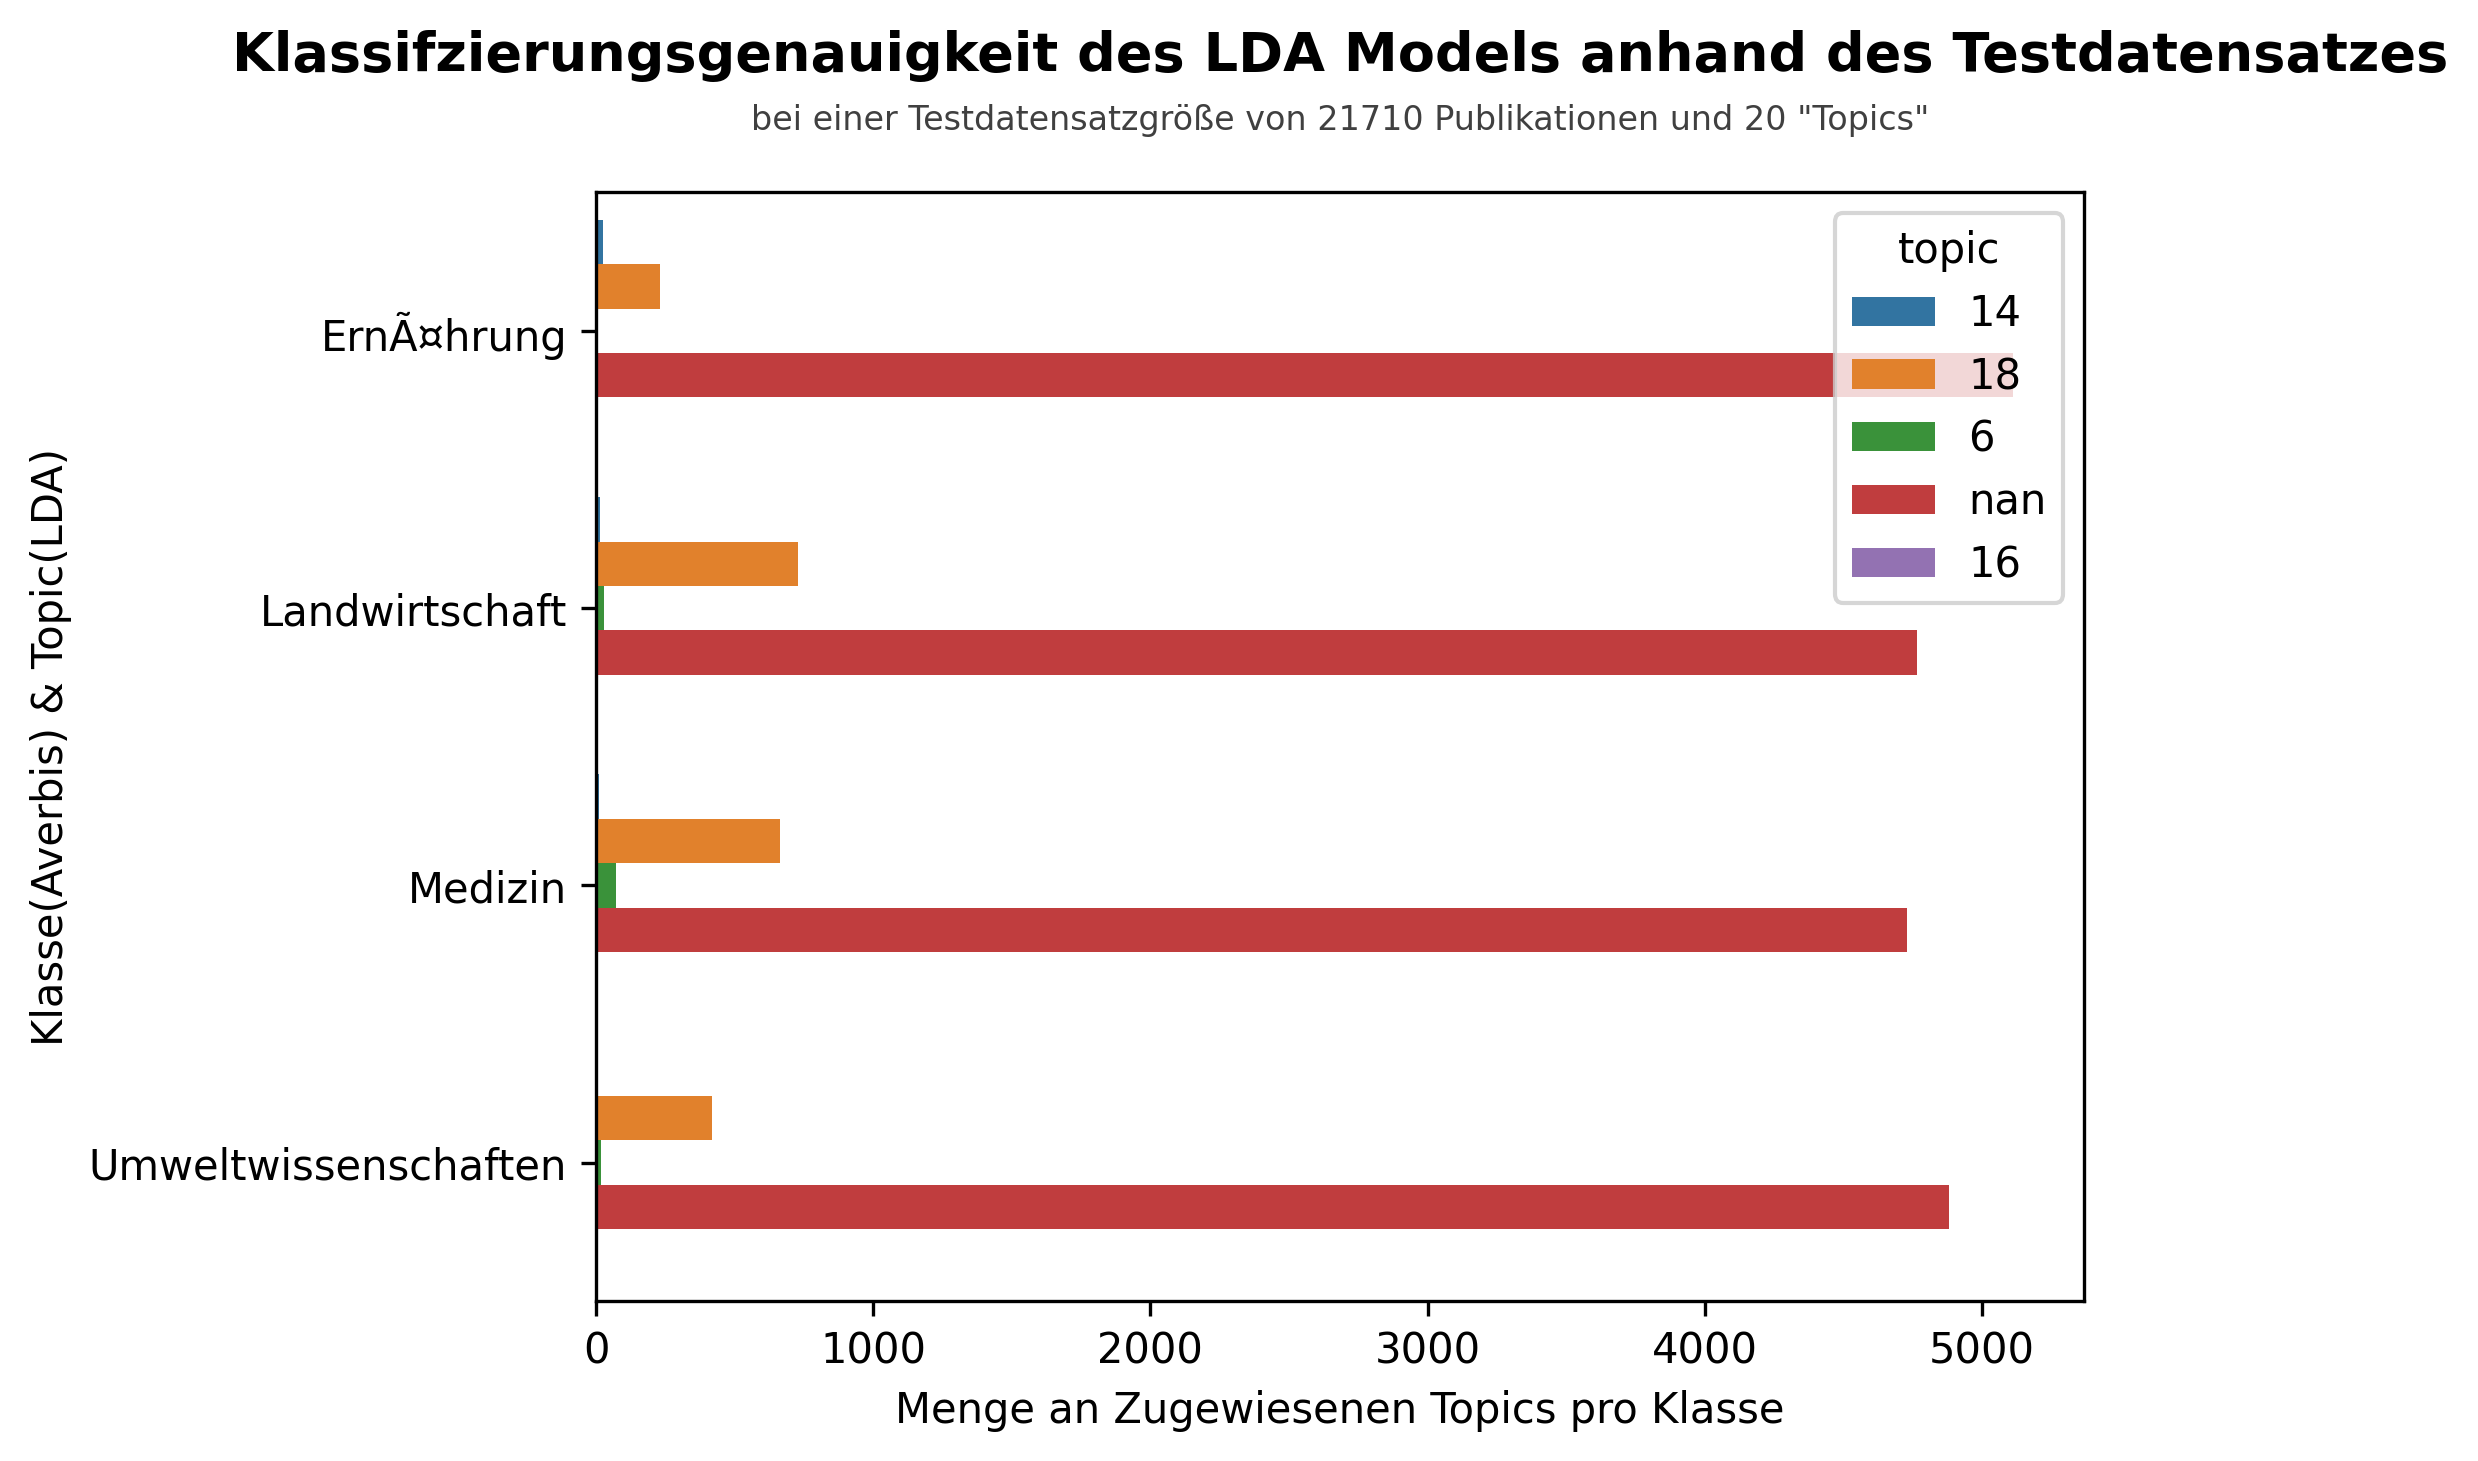 Klassifzierungsgenauigkeit des LDA Models anhand des Testdatensatzes
bei einer Testdatensatzgröße von 21710 Publikationen und 20 "Topics"
topic
14
18
6
nan
16
Klasse(Averbis) & Topic(LDA)
ErnÃ¤hrung
Landwirtschaft
Medizin
Umweltwissenschaften
0 1000 2000 3000 4000 5000
Menge an Zugewiesenen Topics pro Klasse